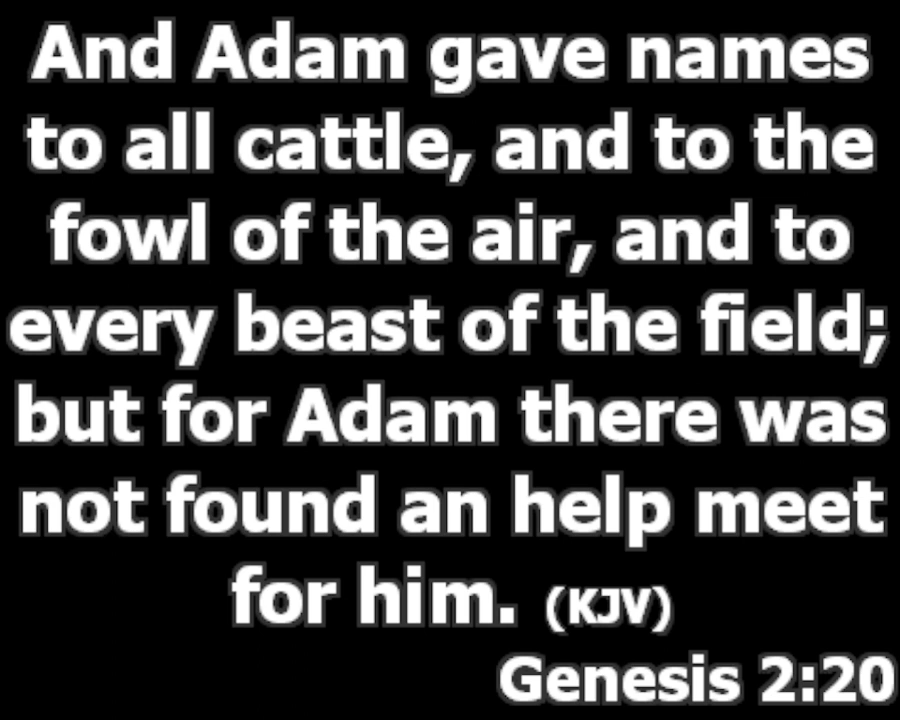 And Adam gave names
to all cattle, and to the
fowl of the air, and to
every beast of the field;
but for Adam there was
not found an help meet
for him. (KJV)
Genesis 2:20